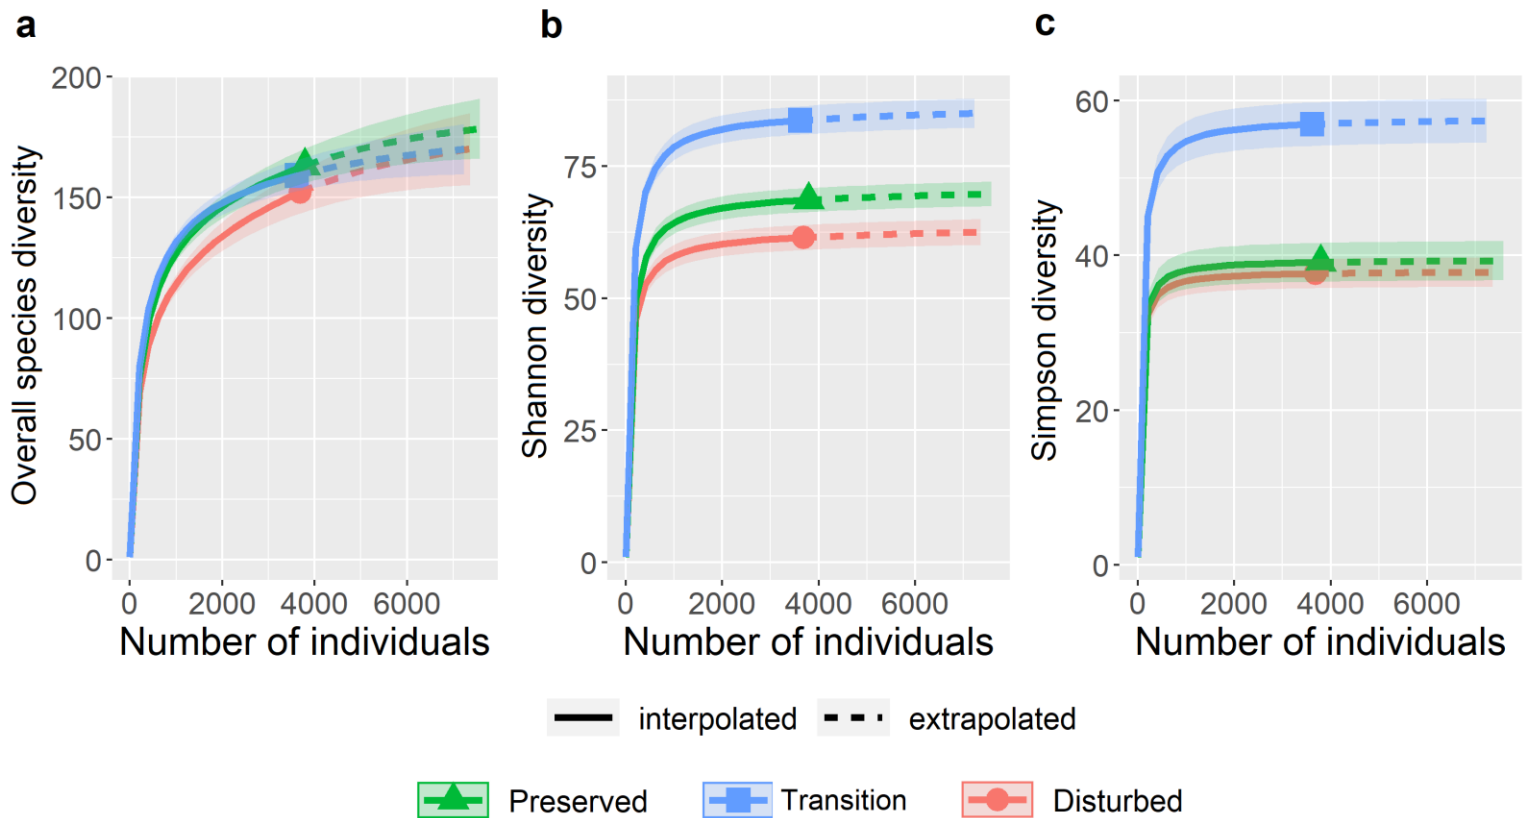 a
b
c
Overall species diversity
200
150
100
50
0
0 2000 4000 6000
Number of individuals
Shannon diversity
75
50
25
0
0 2000 4000 6000
Number of individuals
Simpson diversity
60
40
20
0
0 2000 4000 6000
Number of individuals
interpolated extrapolated
Preserved Transition Disturbed